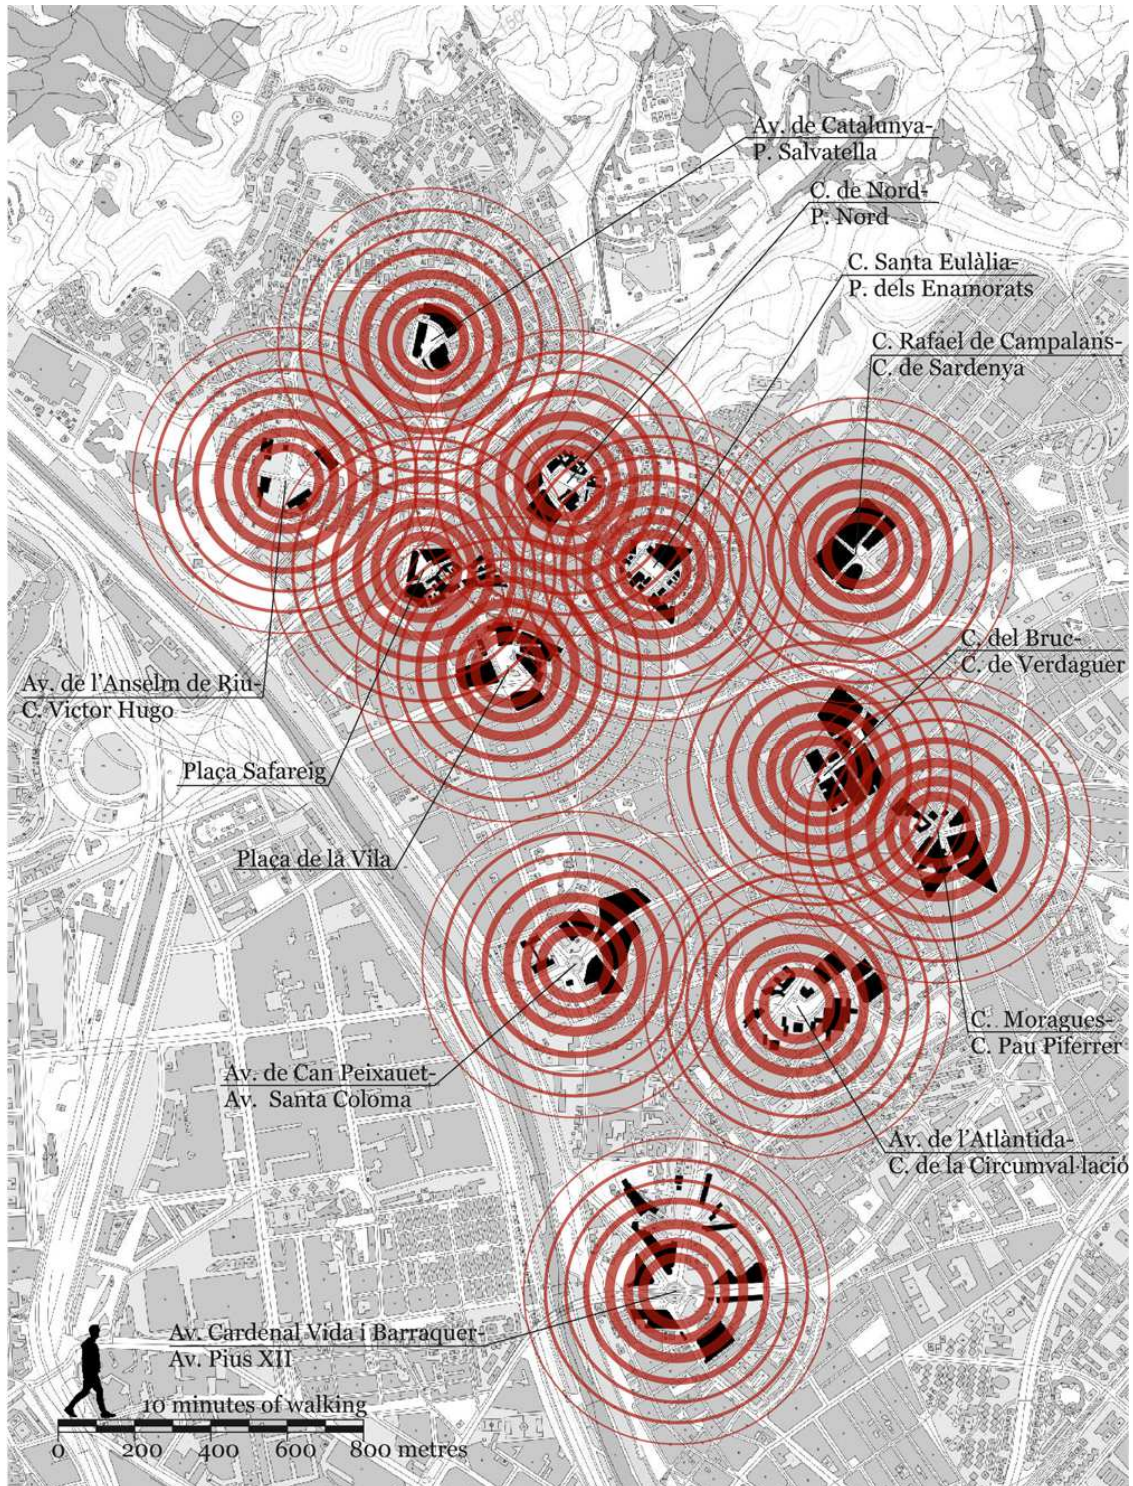 Av. de Catalunya-
P. Salvatella
C. de Nord-
P. Nord
C. Santa Eulàlia-
P. dels Enamorats
C. Rafael de Campalans-
C. de Sardenya
C. del Bruc-
C. de Verdaguer
Av. de l'Anselm de Riu-
C. Victor Hugo
Plaça Safareig
Plaça de la Vila
C. Moragues-
C. Pau Piferrer
Av. de Can Peixauet-
Av. Santa Coloma
Av. de l'Atlàntida-
C. de la Circumval·lació
Av. Cardenal Vida i Barraquer-
Av. Pius XII
10 minutes of walking
0 200 400 600 800 metres